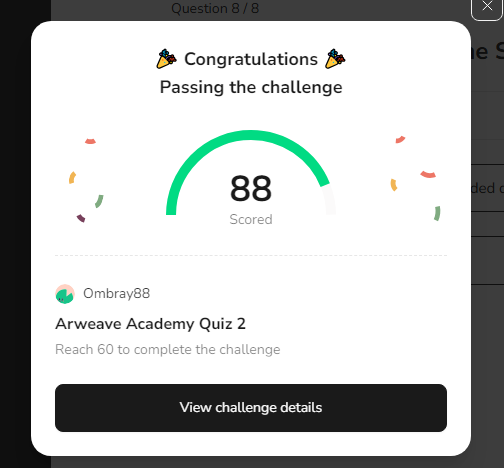 Question 8 / 8
Congratulations
Passing the challenge
88
Scored
Ombray88
Arweave Academy Quiz 2
Reach 60 to complete the challenge
View challenge details